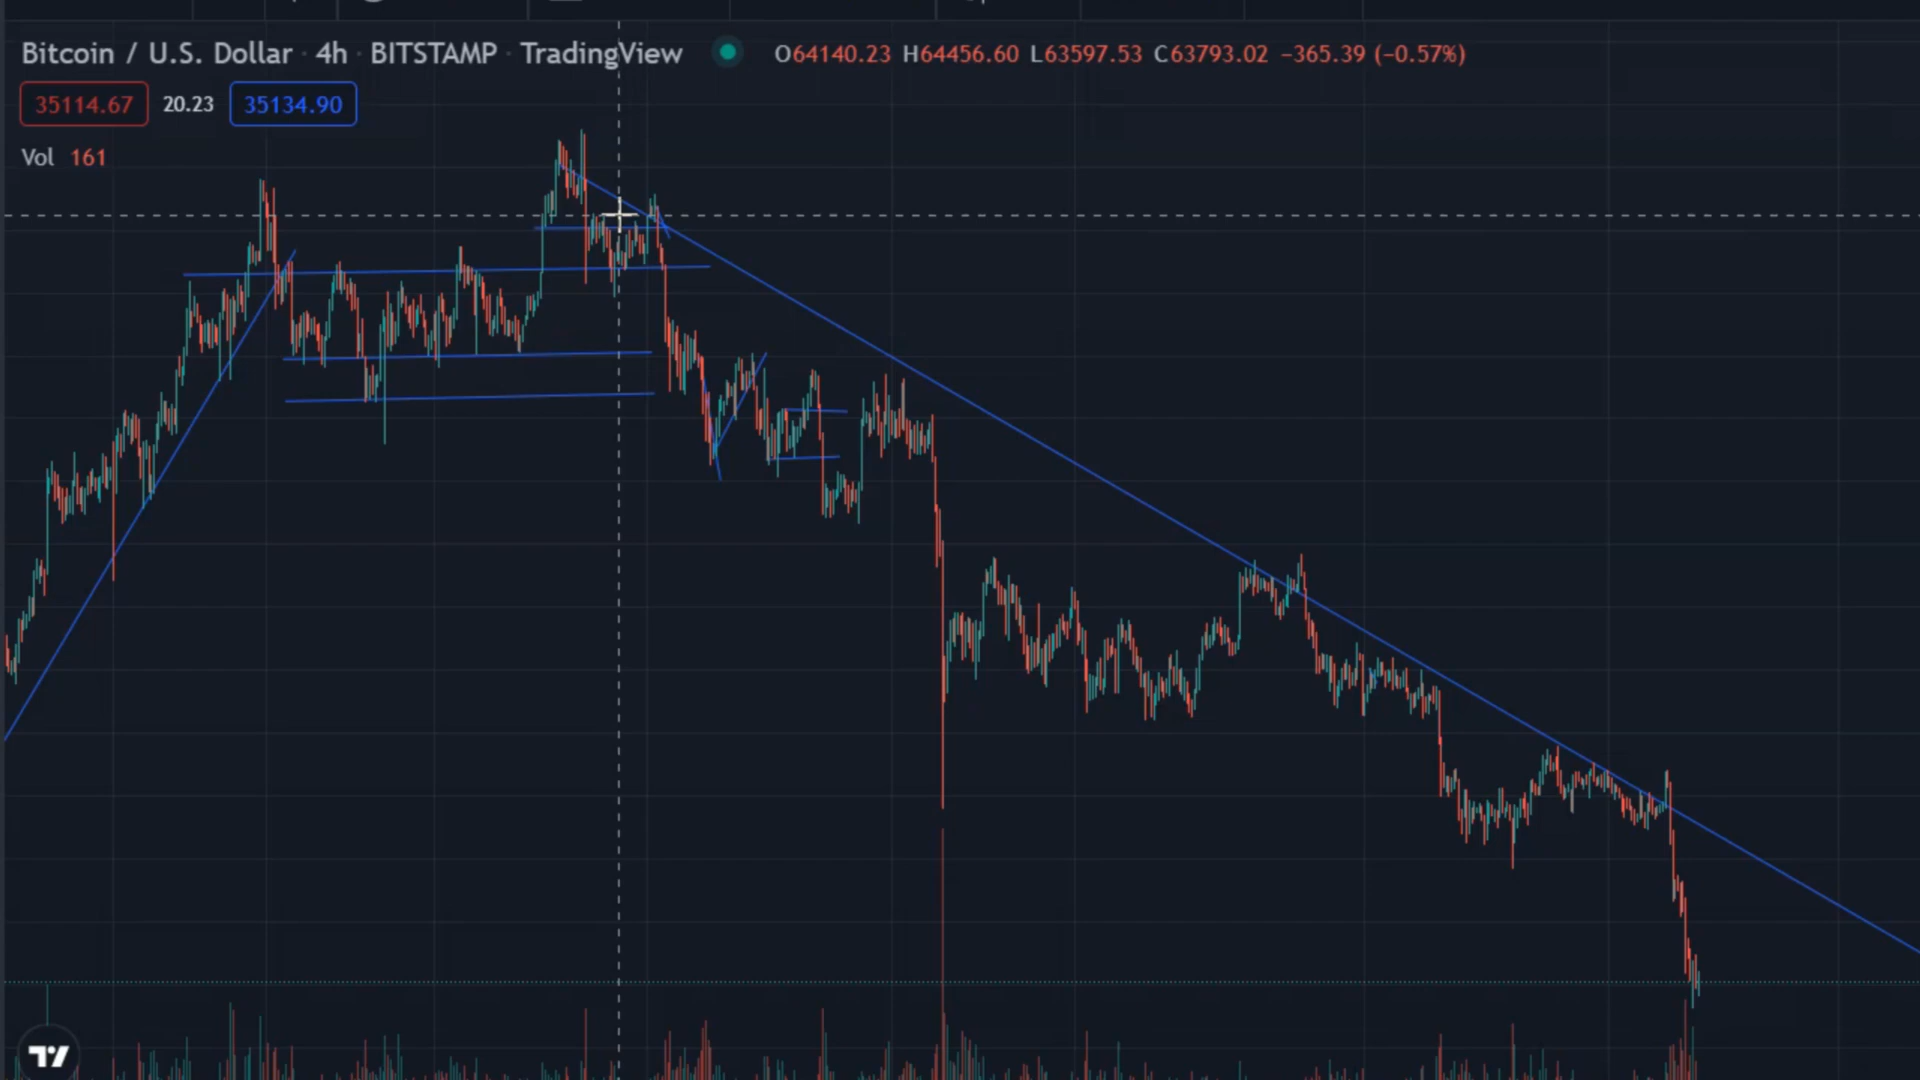 Bitcoin / U.S. Dollar · 4h · BITSTAMP · TradingView O64140.23 H64456.60 L63597.53 C63793.02 −365.39 (−0.57%)
35114.67 20.23 35134.90
Vol 161